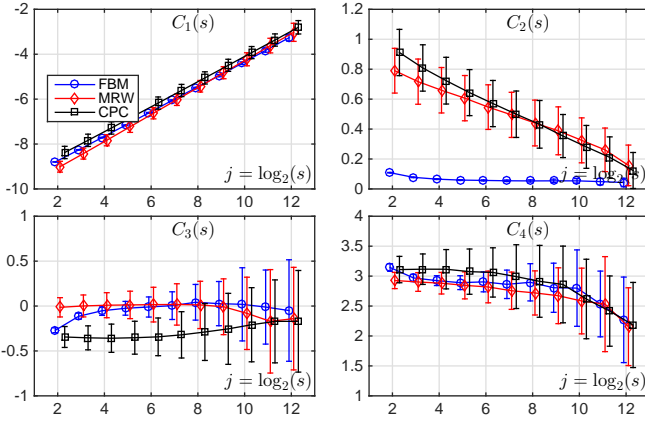 C₁(s)
-2
-4
-6
-8
-10
FBM
MRW
CPC
j = log₂(s)
2 4 6 8 10 12
C₂(s)
1.2
1
0.8
0.6
0.4
0.2
0
j = log₂(s)
2 4 6 8 10 12
C₃(s)
1
0.5
0
-0.5
-1
j = log₂(s)
2 4 6 8 10 12
C₄(s)
4
3.5
3
2.5
2
1.5
1
j = log₂(s)
2 4 6 8 10 12